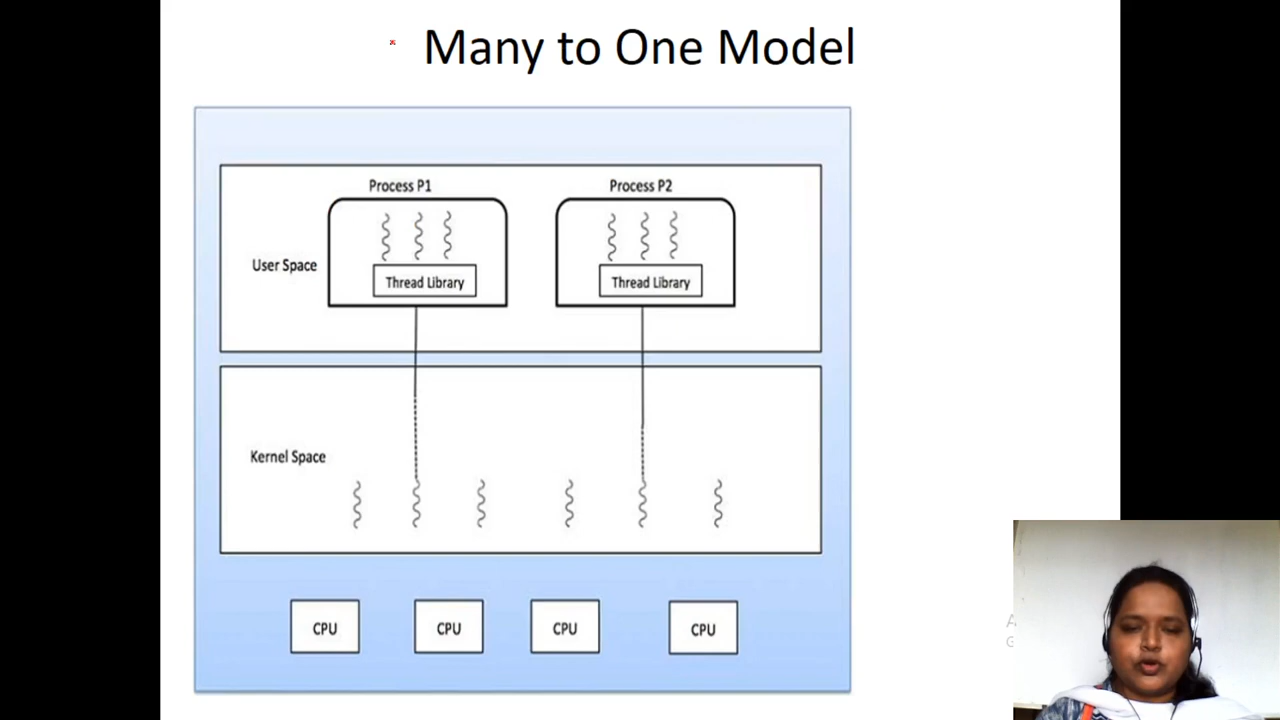 Many to One Model
Process P1
Process P2
User Space
Thread Library
Thread Library
Kernel Space
CPU
CPU
CPU
CPU